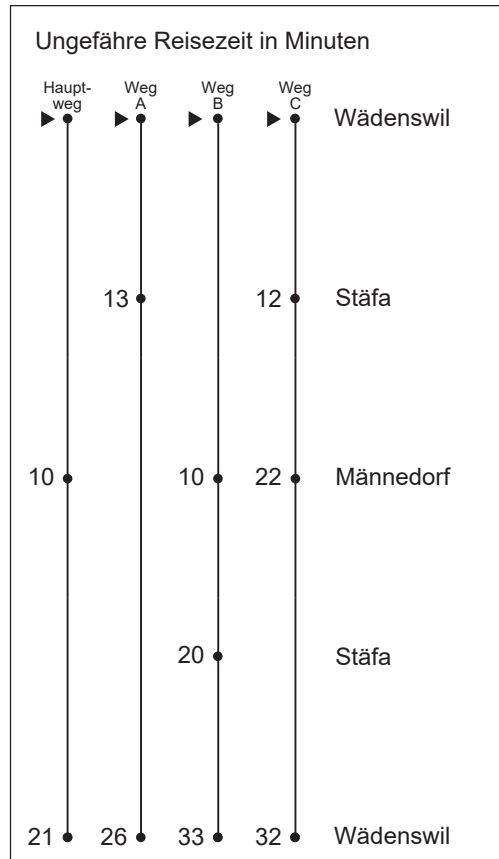 Ungefähre Reisezeit in Minuten
Haupt- Weg Weg Weg
weg A B C
Wädenswil
13 12 Stäfa
10 10 22 Männedorf
20 Stäfa
21 26 33 32 Wädenswil